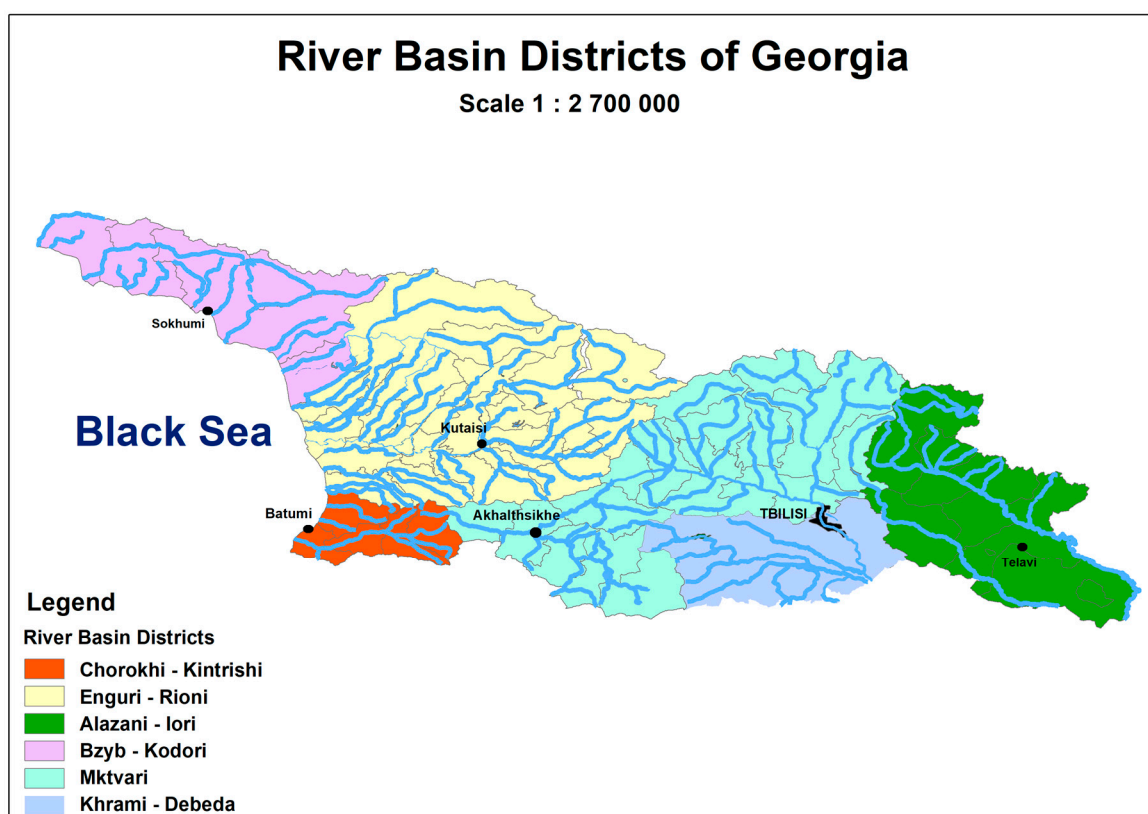 River Basin Districts of Georgia
Scale 1 : 2 700 000
Sokhumi
Black Sea
Kutaisi
Batumi
Akhalthsikhe
TBILISI
Telavi
Legend
River Basin Districts
Chorokhi - Kintrishi
Enguri - Rioni
Alazani - Iori
Bzyb - Kodori
Mktvari
Khrami - Debeda